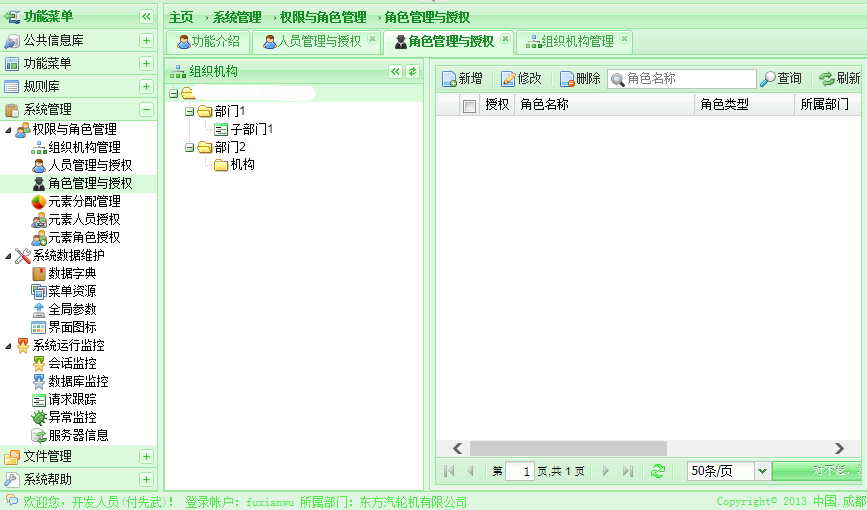 功能菜单
公共信息库
功能菜单
规则库
系统管理
权限与角色管理
组织机构管理
人员管理与授权
角色管理与授权
元素分配管理
元素人员授权
元素角色授权
系统数据维护
数据字典
菜单资源
全局参数
界面图标
系统运行监控
会话监控
数据库监控
请求跟踪
异常监控
服务器信息
文件管理
系统帮助
主页 系统管理 权限与角色管理 角色管理与授权
功能介绍 人员管理与授权 角色管理与授权 组织机构管理
组织机构
部门1
子部门1
部门2
机构
新增 修改 删除 角色名称 查询 刷新
授权 角色名称 角色类型 所属部门
第 1 页,共 1 页 50条/页
欢迎您，开发人员(付先武)！ 登录帐户：fuxianwu 所属部门：东方汽轮机有限公司
Copyright© 2013 中国.成都